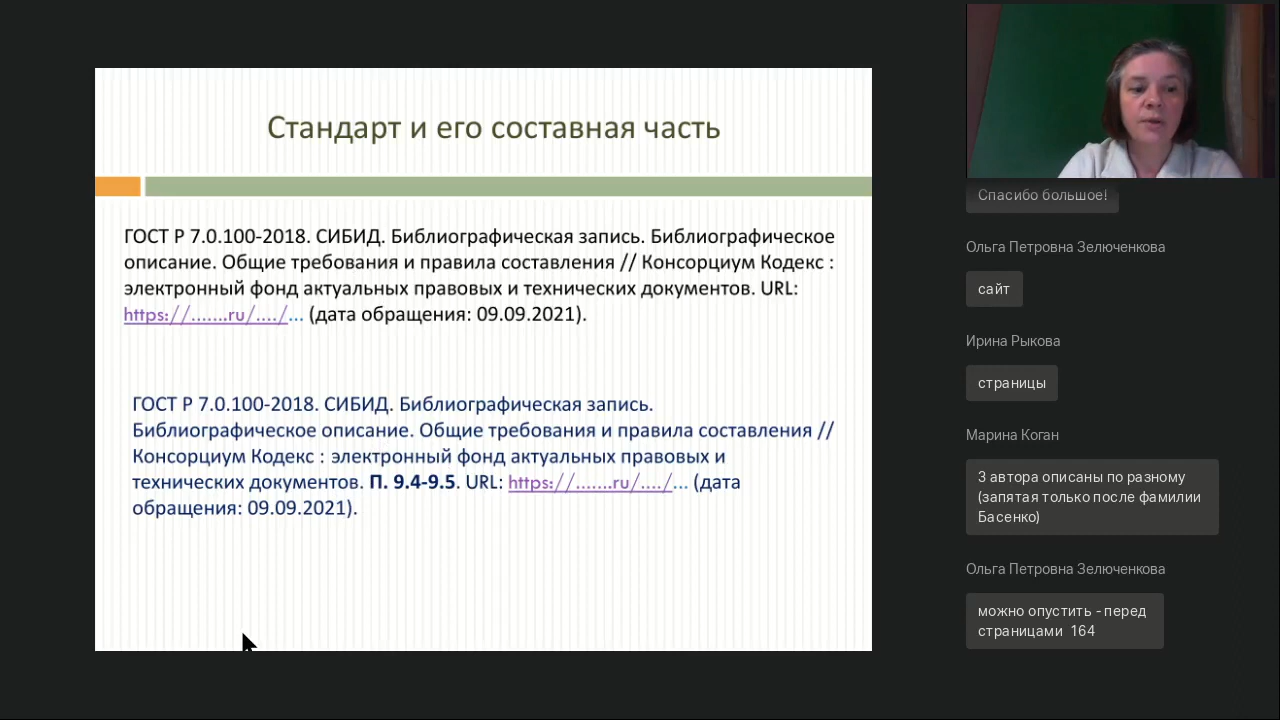 Стандарт и его составная часть
ГОСТ Р 7.0.100-2018. СИБИД. Библиографическая запись. Библиографическое
описание. Общие требования и правила составления // Консорциум Кодекс :
электронный фонд актуальных правовых и технических документов. URL:
https://.......ru/..../... (дата обращения: 09.09.2021).
ГОСТ Р 7.0.100-2018. СИБИД. Библиографическая запись.
Библиографическое описание. Общие требования и правила составления //
Консорциум Кодекс : электронный фонд актуальных правовых и
технических документов. П. 9.4-9.5. URL: https://.......ru/..../... (дата
обращения: 09.09.2021).
Спасибо большое!
Ольга Петровна Зелюченкова
сайт
Ирина Рыкова
страницы
Марина Коган
3 автора описаны по разному
(запятая только после фамилии
Басенко)
Ольга Петровна Зелюченкова
можно опустить - перед
страницами 164